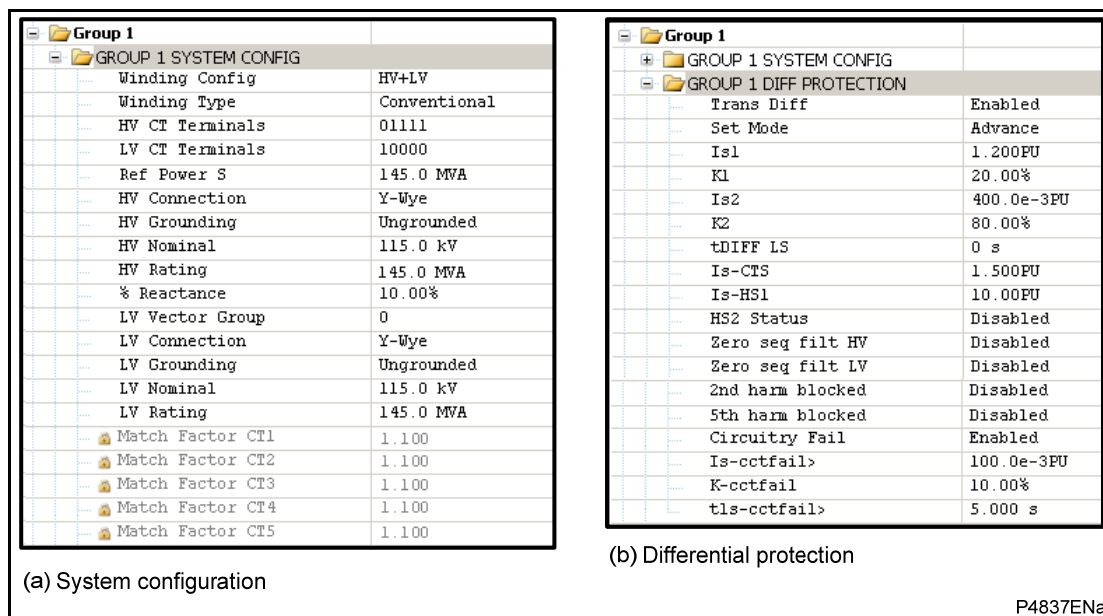 Group 1
GROUP 1 SYSTEM CONFIG
Winding Config HV+LV
Winding Type Conventional
HV CT Terminals 01111
LV CT Terminals 10000
Ref Power S 145.0 MVA
HV Connection Y-Wye
HV Grounding Ungrounded
HV Nominal 115.0 kV
HV Rating 145.0 MVA
% Reactance 10.00%
LV Vector Group 0
LV Connection Y-Wye
LV Grounding Ungrounded
LV Nominal 115.0 kV
LV Rating 145.0 MVA
Match Factor CT1 1.100
Match Factor CT2 1.100
Match Factor CT3 1.100
Match Factor CT4 1.100
Match Factor CT5 1.100
(a) System configuration
Group 1
GROUP 1 SYSTEM CONFIG
GROUP 1 DIFF PROTECTION
Trans Diff Enabled
Set Mode Advance
Is1 1.200PU
K1 20.00%
Is2 400.0e-3PU
K2 80.00%
tDIFF LS 0 s
Is-CTS 1.500PU
Is-HS1 10.00PU
HS2 Status Disabled
Zero seq filt HV Disabled
Zero seq filt LV Disabled
2nd harm blocked Disabled
5th harm blocked Disabled
Circuitry Fail Enabled
Is-cctfail> 100.0e-3PU
K-cctfail 10.00%
tIs-cctfail> 5.000 s
(b) Differential protection
P4837ENa